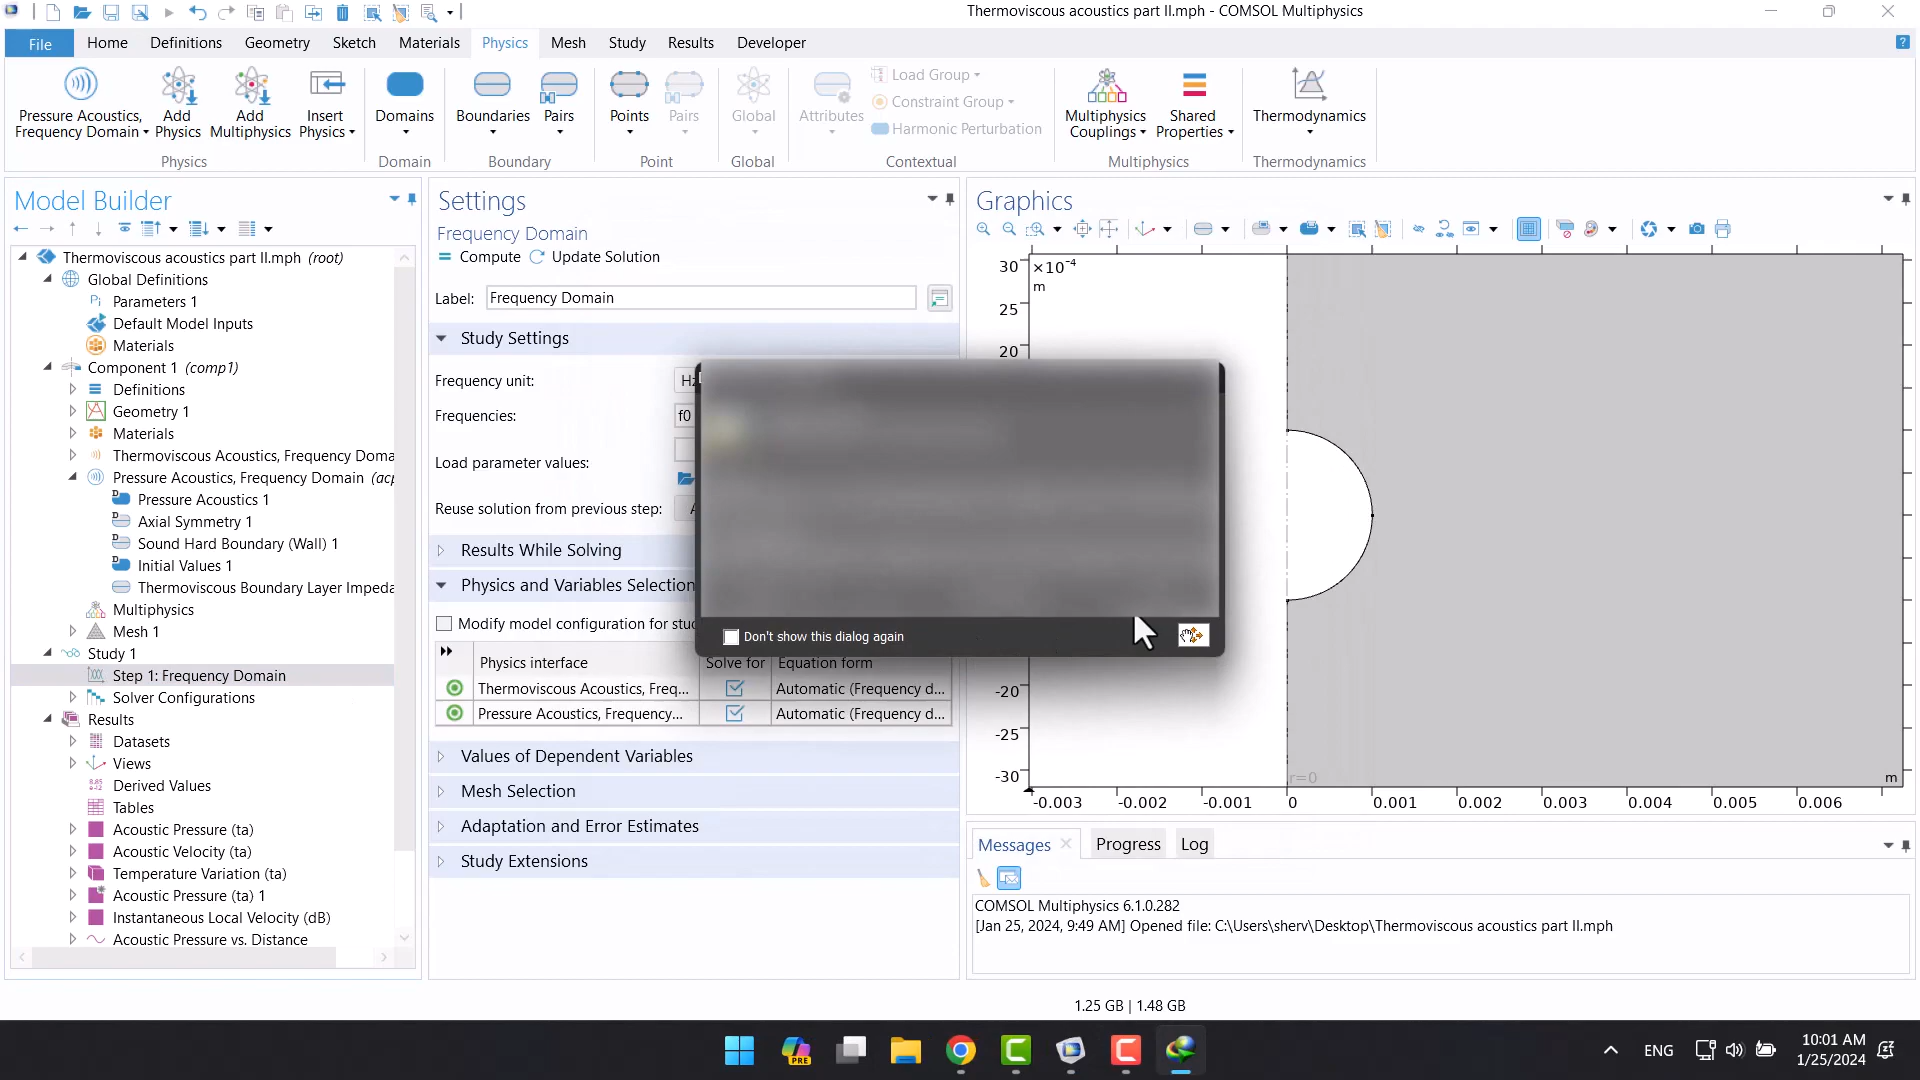 Thermoviscous acoustics part II.mph - COMSOL Multiphysics
File
Home
Definitions
Geometry
Sketch
Materials
Physics
Mesh
Study
Results
Developer
Pressure Acoustics,
Frequency Domain
Add
Physics
Add
Multiphysics
Insert
Physics
Domains
Boundaries
Pairs
Points
Pairs
Global
Attributes
Load Group
Constraint Group
Harmonic Perturbation
Multiphysics
Couplings
Shared
Properties
Thermodynamics
Physics
Domain
Boundary
Point
Global
Contextual
Multiphysics
Thermodynamics
Model Builder
Thermoviscous acoustics part II.mph (root)
Global Definitions
Pi Parameters 1
Default Model Inputs
Materials
Component 1 (comp1)
Definitions
Geometry 1
Materials
Thermoviscous Acoustics, Frequency Doma
Pressure Acoustics, Frequency Domain (acp
Pressure Acoustics 1
Axial Symmetry 1
Sound Hard Boundary (Wall) 1
Initial Values 1
Thermoviscous Boundary Layer Impeda
Multiphysics
Mesh 1
Study 1
Step 1: Frequency Domain
Solver Configurations
Results
Datasets
Views
Derived Values
Tables
Acoustic Pressure (ta)
Acoustic Velocity (ta)
Temperature Variation (ta)
Acoustic Pressure (ta) 1
Instantaneous Local Velocity (dB)
Acoustic Pressure vs. Distance
Settings
Frequency Domain
= Compute
Update Solution
Label: Frequency Domain
Study Settings
Frequency unit: Hz
Frequencies: f0
Load parameter values:
Reuse solution from previous step: A
Results While Solving
Physics and Variables Selection
Modify model configuration for stu
Physics interface
Solve for
Equation form
Thermoviscous Acoustics, Freq...
Automatic (Frequency d...
Pressure Acoustics, Frequency...
Automatic (Frequency d...
Values of Dependent Variables
Mesh Selection
Adaptation and Error Estimates
Study Extensions
Don't show this dialog again
Graphics
30
×10-4
m
25
20
-20
-25
-30
r=0
m
-0.003
-0.002
-0.001
0
0.001
0.002
0.003
0.004
0.005
0.006
Messages
Progress
Log
COMSOL Multiphysics 6.1.0.282
[Jan 25, 2024, 9:49 AM] Opened file: C:\Users\sherv\Desktop\Thermoviscous acoustics part II.mph
1.25 GB | 1.48 GB
PRE
ENG
10:01 AM
1/25/2024